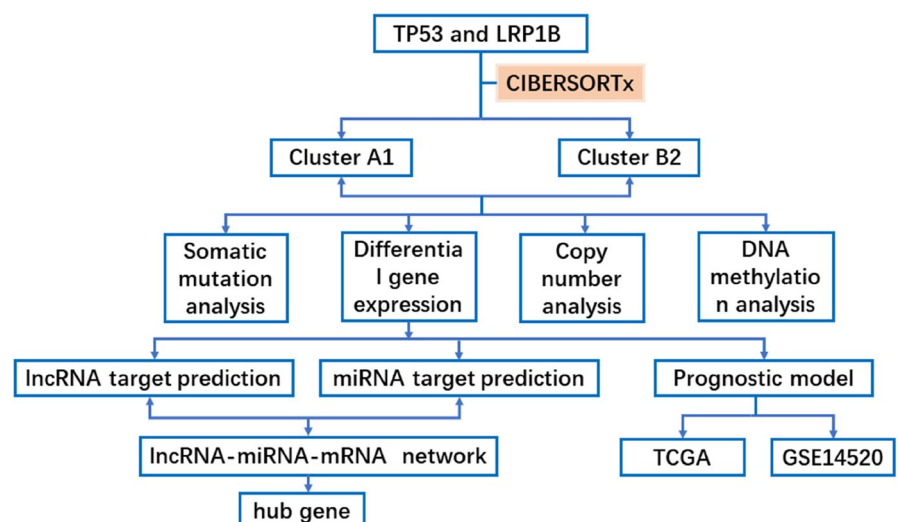 TP53 and LRP1B
CIBERSORTx
Cluster A1
Cluster B2
Somatic
mutation
analysis
Differentia
l gene
expression
Copy
number
analysis
DNA
methylatio
n analysis
lncRNA target prediction
miRNA target prediction
Prognostic model
lncRNA-miRNA-mRNA network
TCGA
GSE14520
hub gene